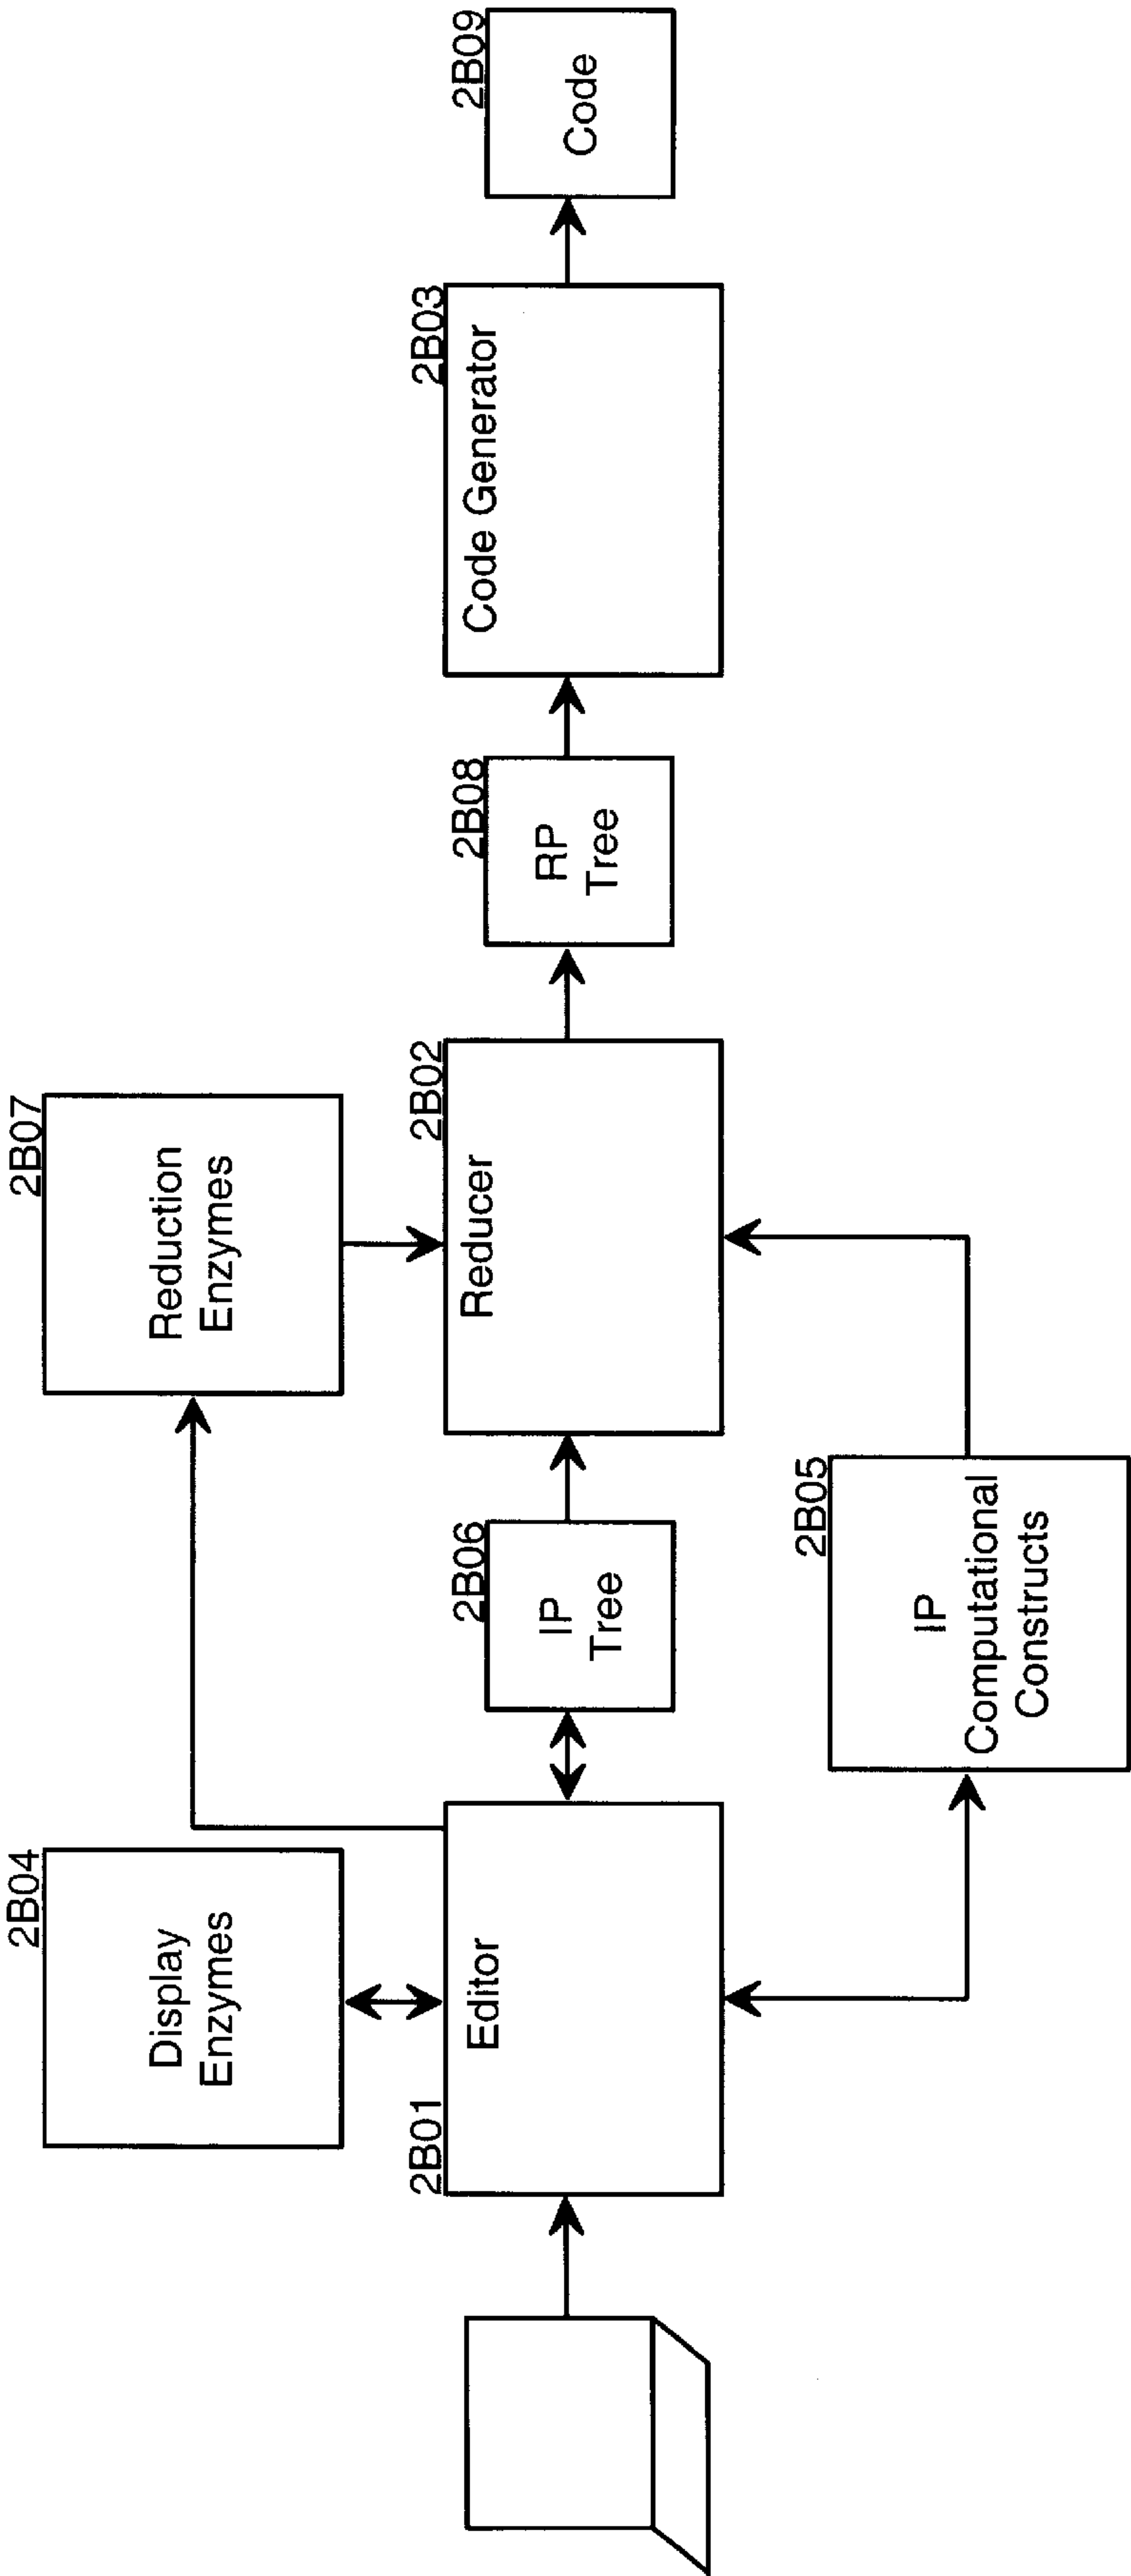 2B04
Display
Enzymes
2B07
Reduction
Enzymes
2B01
Editor
2B06
IP
Tree
2B02
Reducer
2B08
RP
Tree
2B03
Code Generator
2B09
Code
2B05
IP
Computational
Constructs